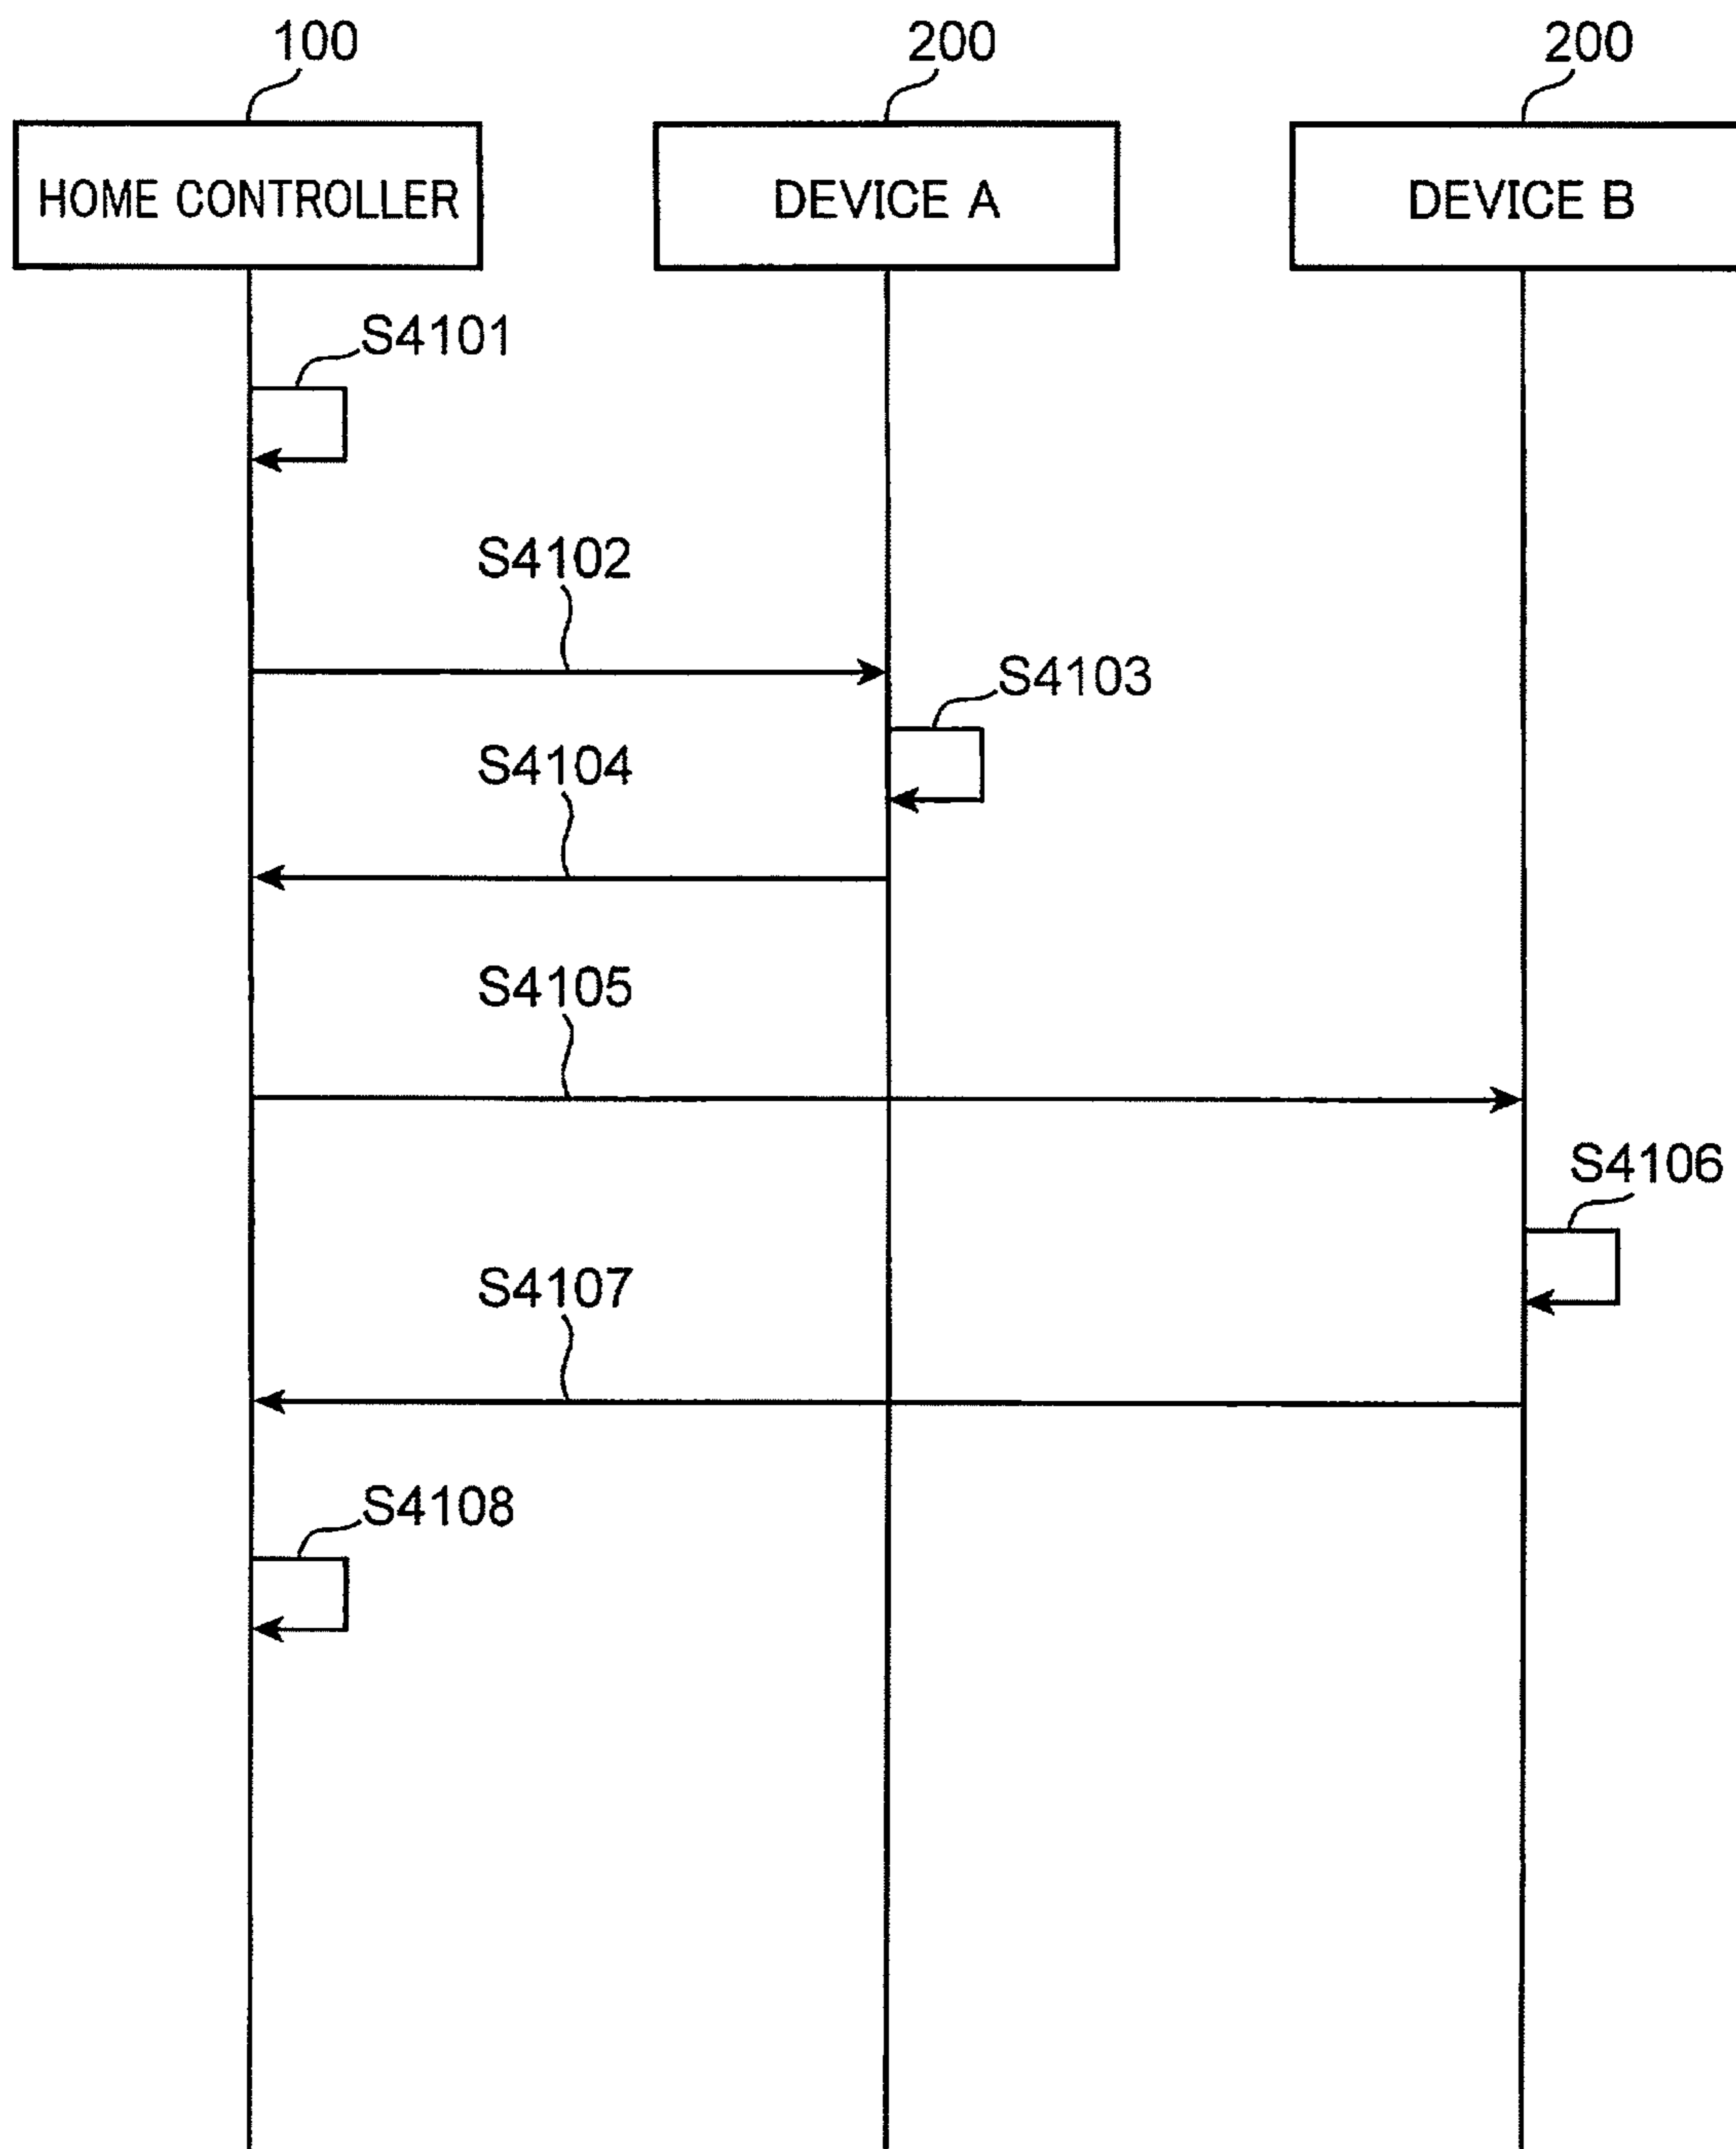 100
200
200
HOME CONTROLLER
DEVICE A
DEVICE B
S4101
S4102
S4103
S4104
S4105
S4106
S4107
S4108